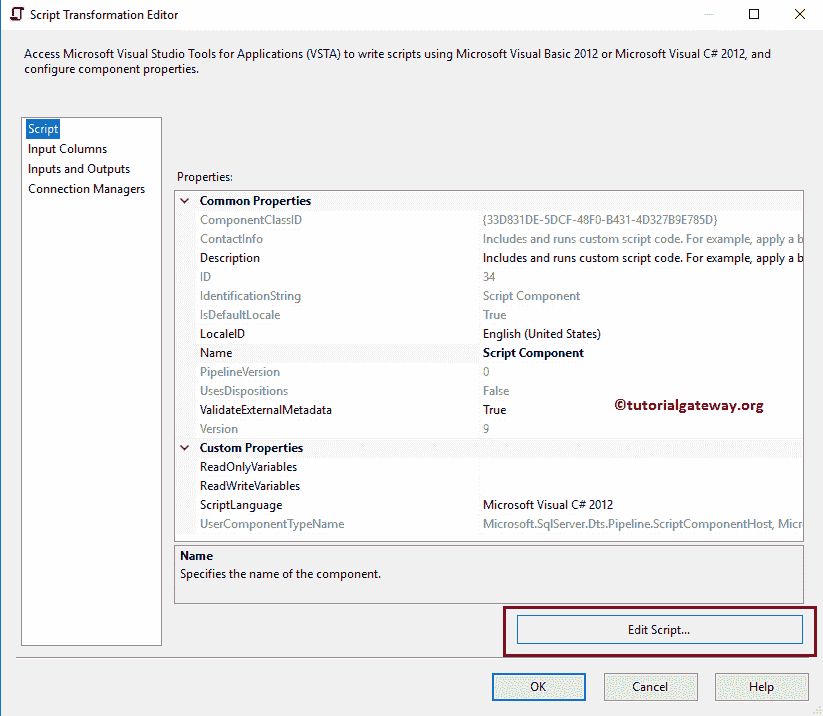 Script Transformation Editor
Access Microsoft Visual Studio Tools for Applications (VSTA) to write scripts using Microsoft Visual Basic 2012 or Microsoft Visual C# 2012, and
configure component properties.
Script
Input Columns
Inputs and Outputs
Connection Managers
Properties:
Common Properties
ComponentClassID {33D831DE-5DCF-48F0-B431-4D327B9E785D}
ContactInfo Includes and runs custom script code. For example, apply a b
Description Includes and runs custom script code. For example, apply a b
ID 34
IdentificationString Script Component
IsDefaultLocale True
LocaleID English (United States)
Name Script Component
PipelineVersion 0
UsesDispositions False
ValidateExternalMetadata True
©tutorialgateway.org
Version 9
Custom Properties
ReadOnlyVariables
ReadWriteVariables
ScriptLanguage Microsoft Visual C# 2012
UserComponentTypeName Microsoft.SqlServer.Dts.Pipeline.ScriptComponentHost, Micr
Name
Specifies the name of the component.
Edit Script...
OK Cancel Help